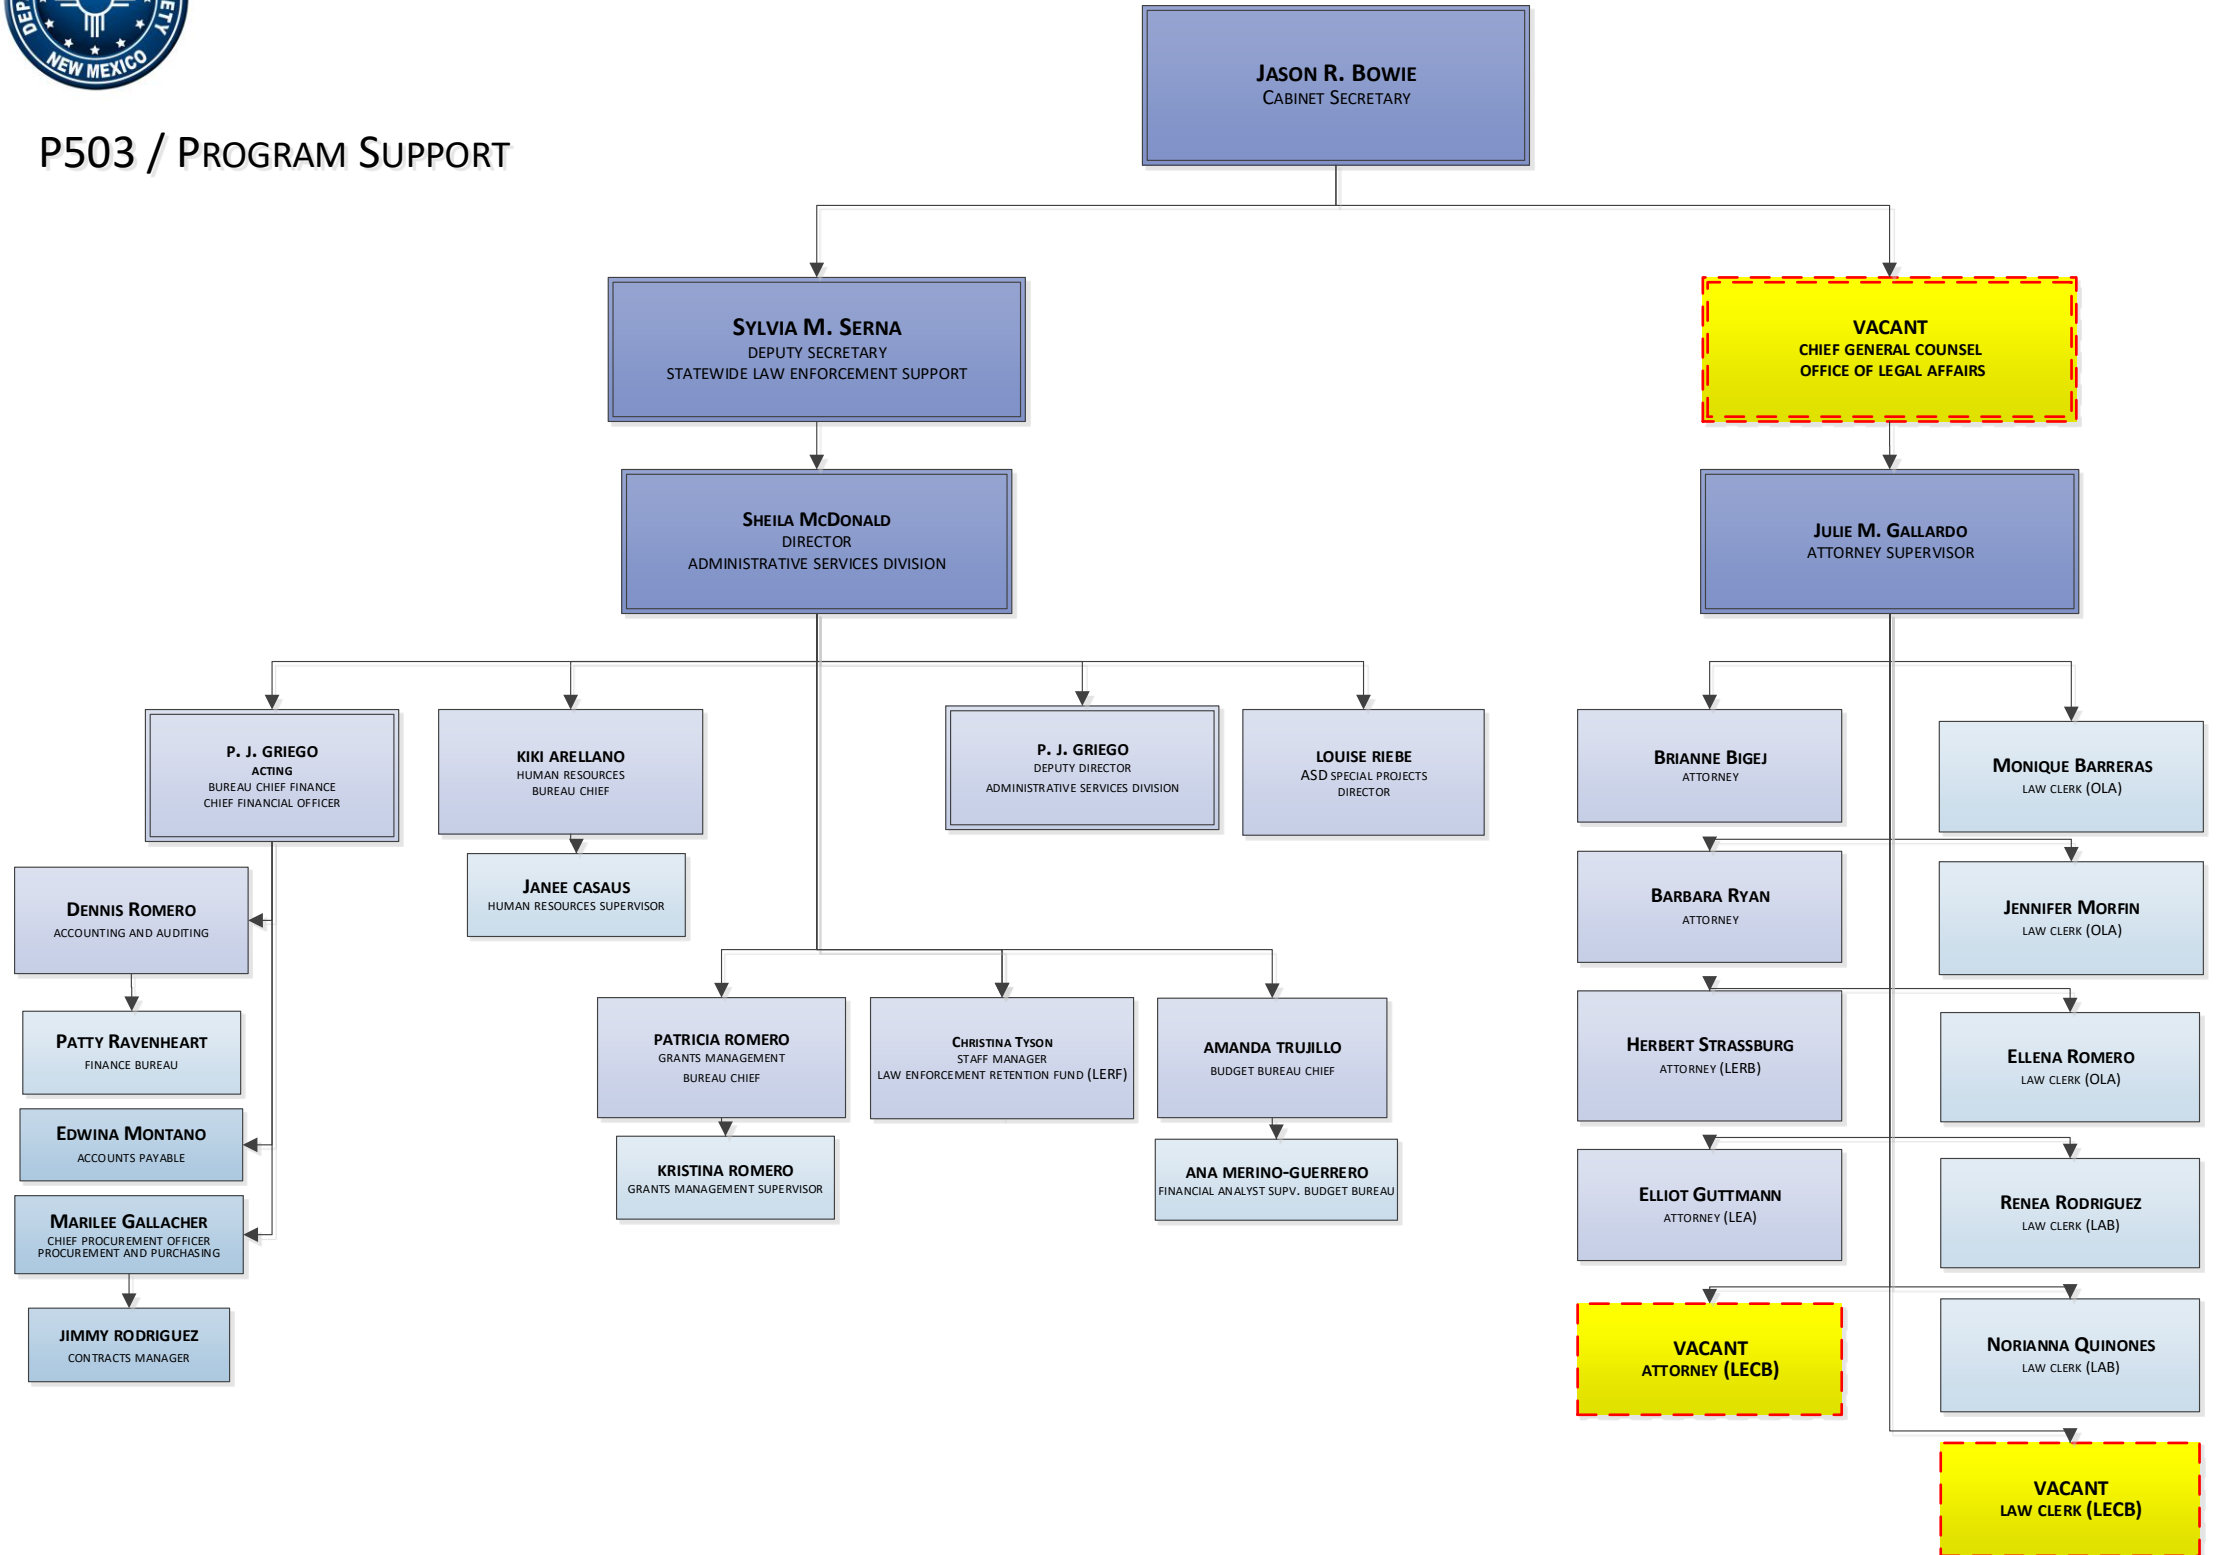 NEW MEXICO
P503 / PROGRAM SUPPORT
JASON R. BOWIE
CABINET SECRETARY
SYLVIA M. SERNA
DEPUTY SECRETARY
STATEWIDE LAW ENFORCEMENT SUPPORT
VACANT
CHIEF GENERAL COUNSEL
OFFICE OF LEGAL AFFAIRS
SHEILA MCDONALD
DIRECTOR
ADMINISTRATIVE SERVICES DIVISION
JULIE M. GALLARDO
ATTORNEY SUPERVISOR
P. J. GRIEGO
ACTING
BUREAU CHIEF FINANCE
CHIEF FINANCIAL OFFICER
KIKI ARELLANO
HUMAN RESOURCES
BUREAU CHIEF
P. J. GRIEGO
DEPUTY DIRECTOR
ADMINISTRATIVE SERVICES DIVISION
LOUISE RIEBE
ASD SPECIAL PROJECTS
DIRECTOR
BRIANNE BIGEJ
ATTORNEY
MONIQUE BARRERAS
LAW CLERK (OLA)
DENNIS ROMERO
ACCOUNTING AND AUDITING
JANEE CASAUS
HUMAN RESOURCES SUPERVISOR
BARBARA RYAN
ATTORNEY
JENNIFER MORFIN
LAW CLERK (OLA)
PATTY RAVENHEART
FINANCE BUREAU
PATRICIA ROMERO
GRANTS MANAGEMENT
BUREAU CHIEF
CHRISTINA TYSON
STAFF MANAGER
LAW ENFORCEMENT RETENTION FUND (LERF)
AMANDA TRUJILLO
BUDGET BUREAU CHIEF
HERBERT STRASSBURG
ATTORNEY (LERB)
ELLENA ROMERO
LAW CLERK (OLA)
EDWINA MONTANO
ACCOUNTS PAYABLE
KRISTINA ROMERO
GRANTS MANAGEMENT SUPERVISOR
ANA MERINO-GUERRERO
FINANCIAL ANALYST SUPV. BUDGET BUREAU
ELLIOT GUTTMANN
ATTORNEY (LEA)
RENEA RODRIGUEZ
LAW CLERK (LAB)
MARILEE GALLACHER
CHIEF PROCUREMENT OFFICER
PROCUREMENT AND PURCHASING
JIMMY RODRIGUEZ
CONTRACTS MANAGER
VACANT
ATTORNEY (LECB)
NORIANNA QUINONES
LAW CLERK (LAB)
VACANT
LAW CLERK (LECB)